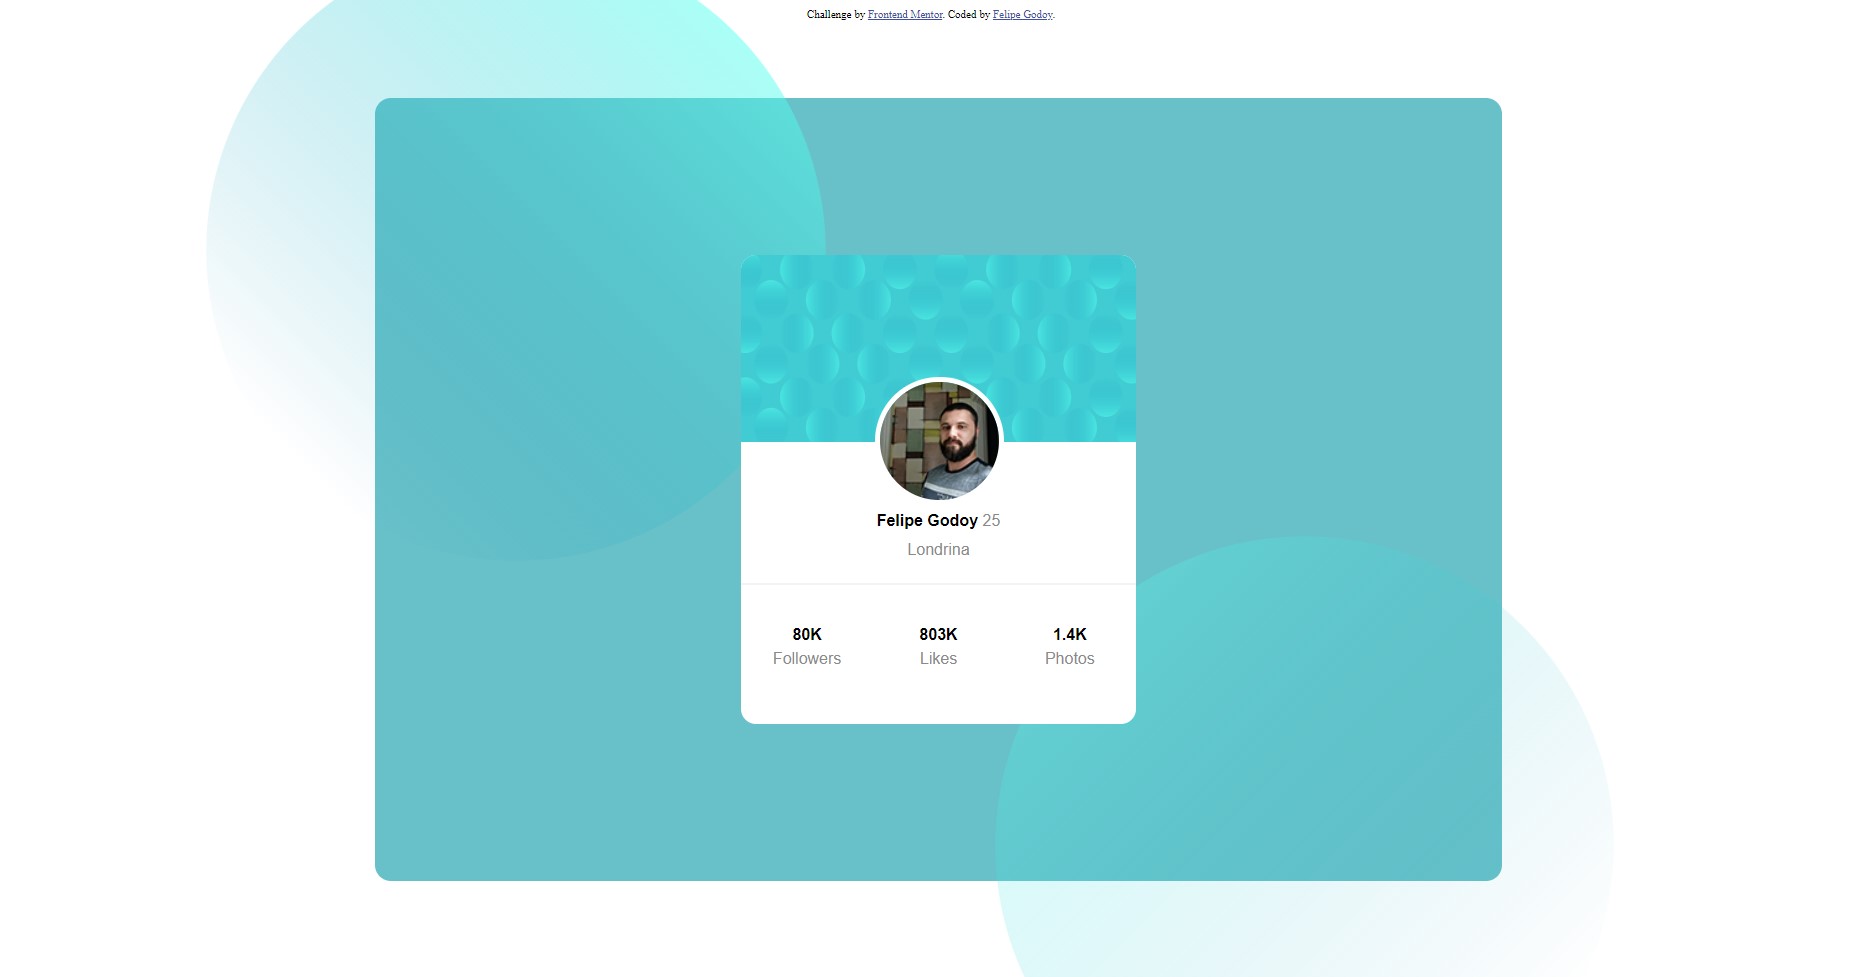 Challenge by Frontend Mentor. Coded by Felipe Godoy.
Felipe Godoy 25
Londrina
80K 803K 1.4K
Followers Likes Photos